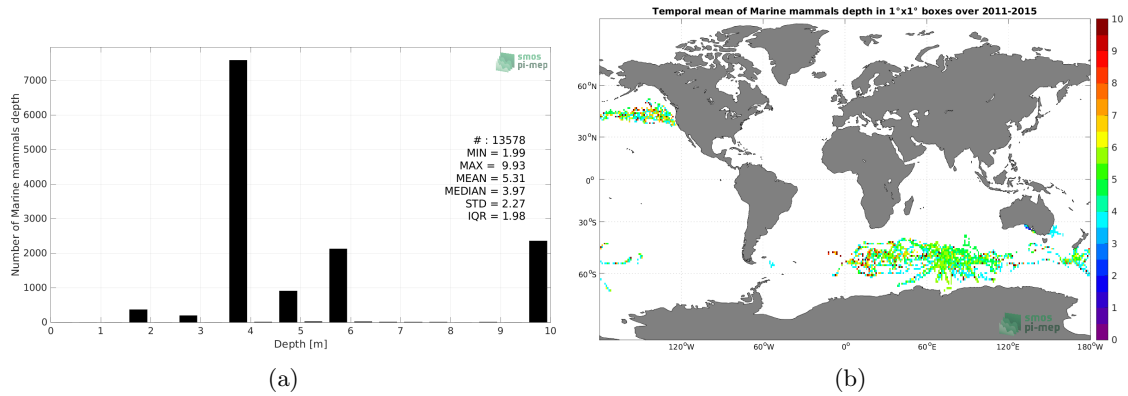 Temporal mean of Marine mammals depth in 1°x1° boxes over 2011-2015
smos
pi-mep
Number of Marine mammals depth
7000
6000
5000
4000
3000
2000
1000
0
# : 13578
MIN = 1.99
MAX = 9.93
MEAN = 5.31
MEDIAN = 3.97
STD = 2.27
IQR = 1.98
0 1 2 3 4 5 6 7 8 9 10
Depth [m]
60°N
30°N
0°
30°S
60°S
120°W 60°W 0° 60°E 120°E 180°W
smos
pi-mep
10
9
8
7
6
5
4
3
2
1
0
(a)
(b)